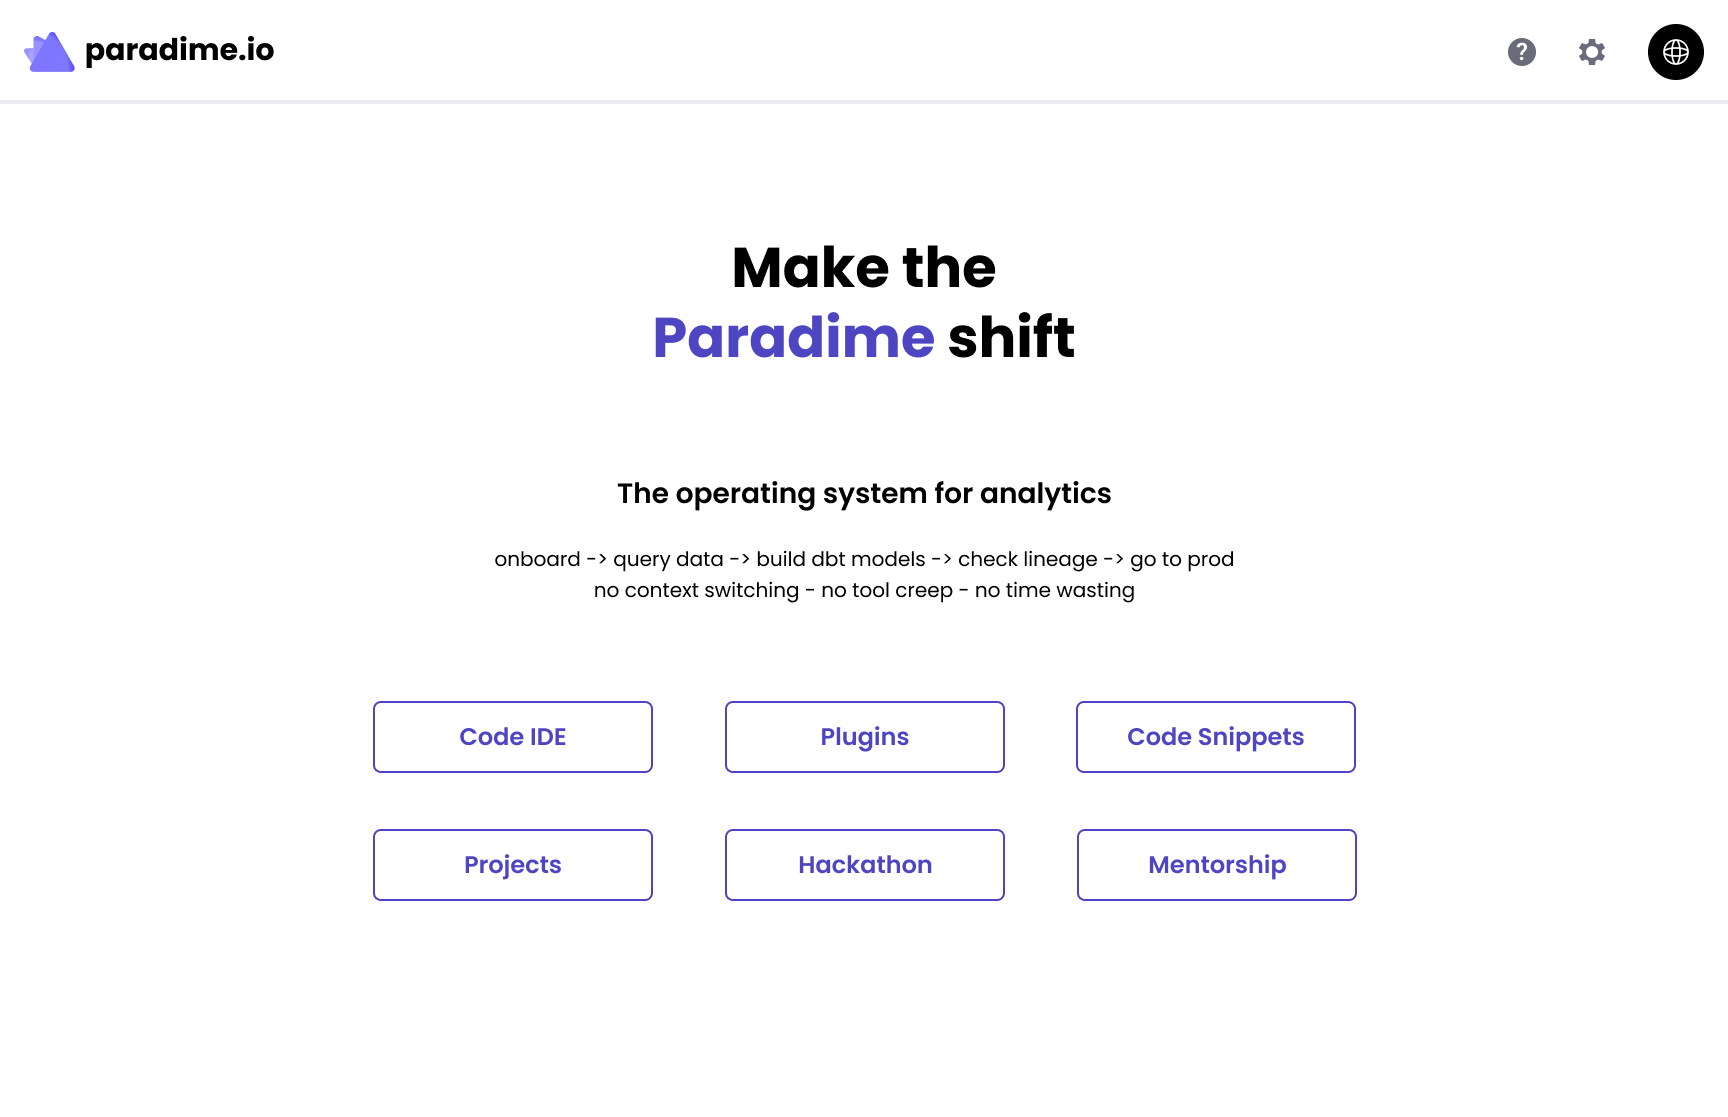 paradime.io
Make the
Paradime shift
The operating system for analytics
onboard -> query data -> build dbt models -> check lineage -> go to prod
no context switching - no tool creep - no time wasting
Code IDE
Plugins
Code Snippets
Projects
Hackathon
Mentorship